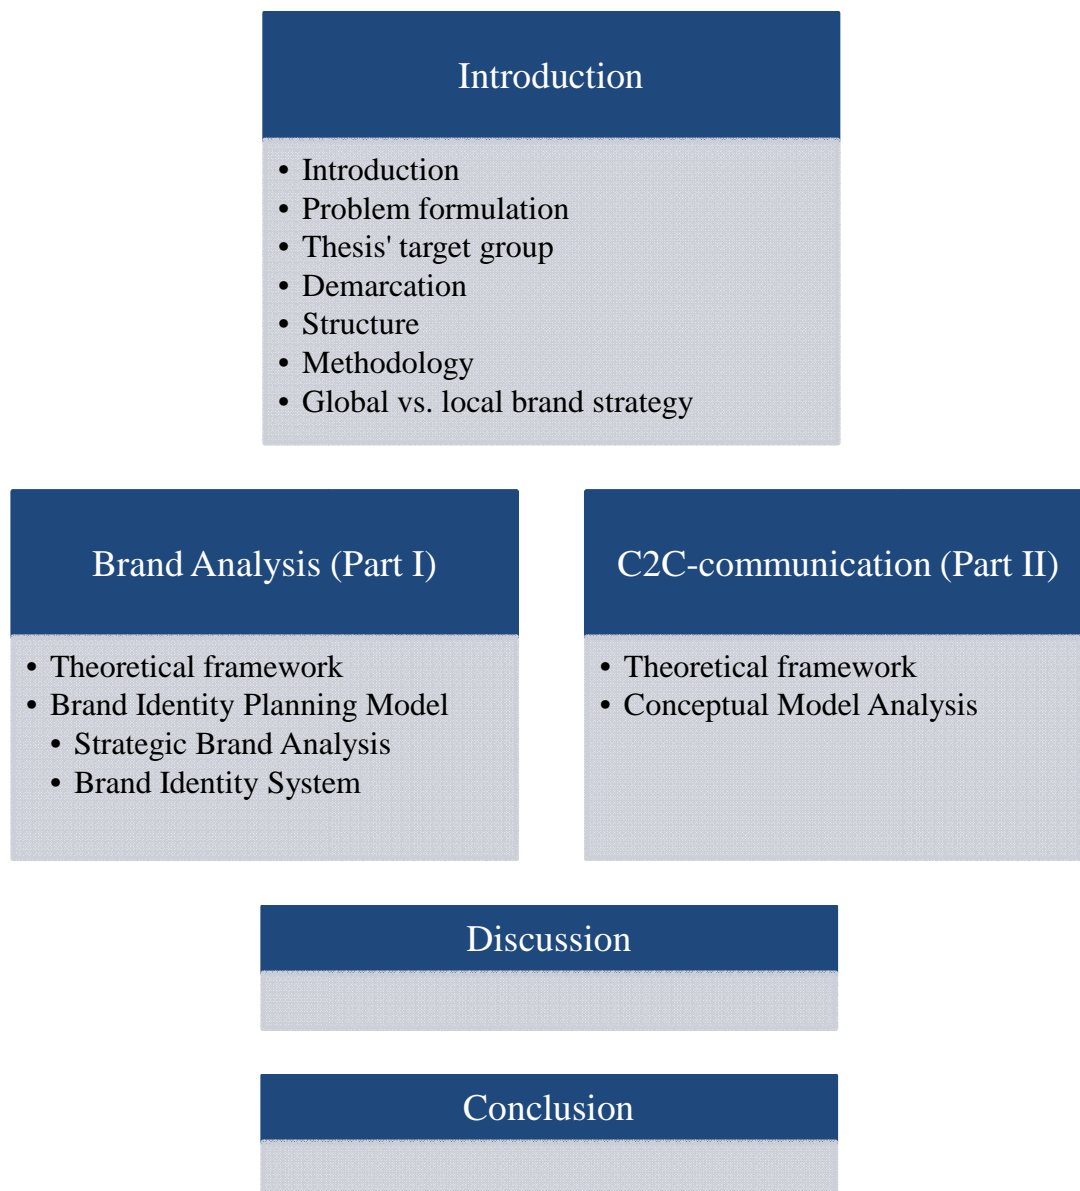 Introduction
• Introduction
• Problem formulation
• Thesis' target group
• Demarcation
• Structure
• Methodology
• Global vs. local brand strategy
Brand Analysis (Part I)
• Theoretical framework
• Brand Identity Planning Model
• Strategic Brand Analysis
• Brand Identity System
C2C-communication (Part II)
• Theoretical framework
• Conceptual Model Analysis
Discussion
Conclusion